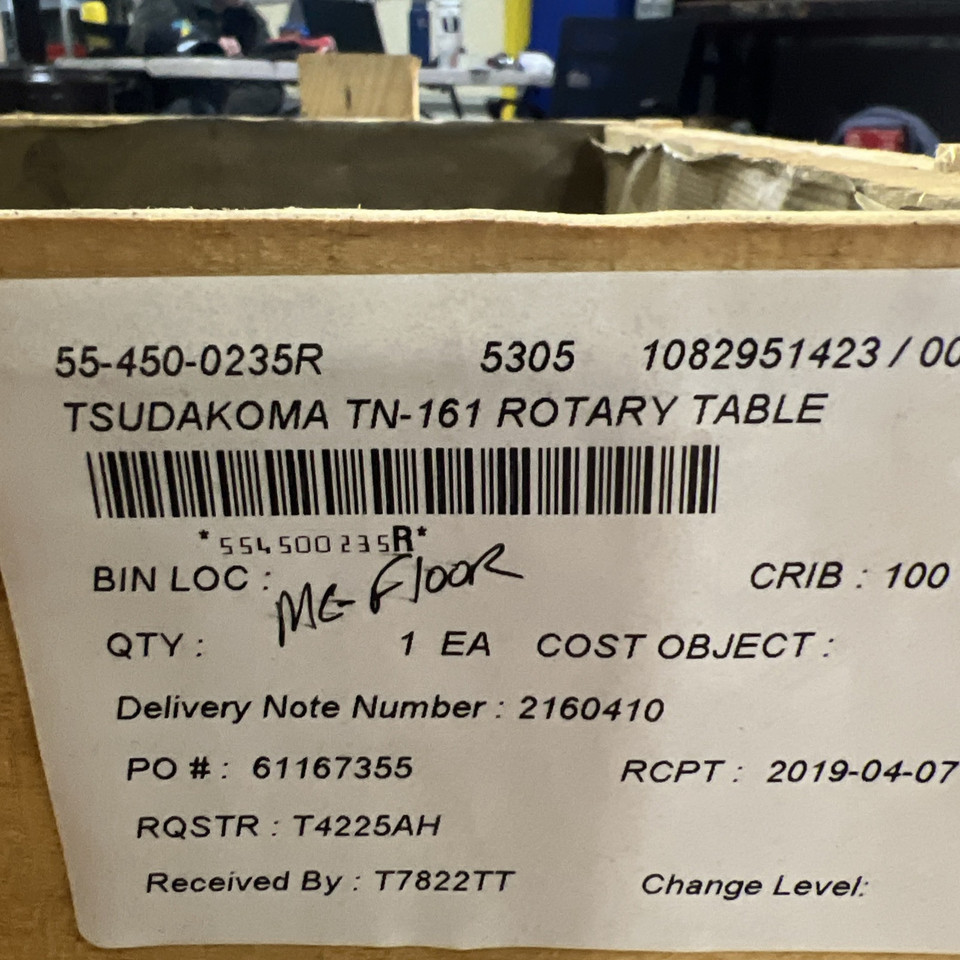 55-450-0235R 5305 1082951423 / 00
TSUDAKOMA TN-161 ROTARY TABLE
*554500235R*
BIN LOC : MG Floor CRIB : 100
QTY : 1 EA COST OBJECT :
Delivery Note Number : 2160410
PO # : 61167355 RCPT : 2019-04-07
RQSTR : T4225AH
Received By : T7822TT Change Level: